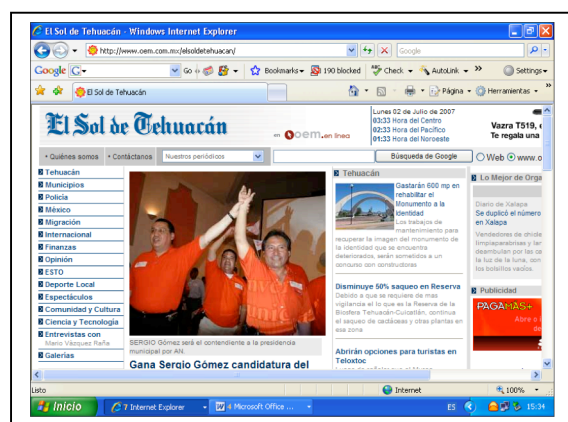 El Sol de Tehuacán - Windows Internet Explorer
http://www.oem.com.mx/elsoldetehuacan/
Google
Google
Go
Bookmarks
190 blocked
Check
AutoLink
Settings
El Sol de Tehuacán
Página
Herramientas
El Sol de Tehuacán
en oem.en línea
Lunes 02 de Julio de 2007
03:33 Hora del Centro
02:33 Hora del Pacífico
01:33 Hora del Noroeste
Vazra T519, e
Te regala una
• Quiénes somos
• Contáctanos
Nuestros periódicos
Búsqueda de Google
Web
www.o
Tehuacán
Municipios
Policía
México
Migración
Internacional
Finanzas
Opinión
ESTO
Deporte Local
Espectáculos
Comunidad y Cultura
Ciencia y Tecnología
Entrevistas con
Mario Vázquez Raña
Galerías
SERGIO Gómez será el contendiente a la presidencia
municipal por AN.
Gana Sergio Gómez candidatura del
Tehuacán
Gastarán 600 mp en
rehabilitar el
Monumento a la
Identidad
Los trabajos de
mantenimiento para
recuperar la imagen del monumento de
la identidad que se encuentra
deteriorados, serán sometidos a un
concurso con constructoras
Disminuye 50% saqueo en Reserva
Debido a que se requiere de mas
vigilancia el lo que es la Reserva de la
Biosfera Tehuacán-Cuicatlán, continua
el saqueo de cactáceas y otras plantas en
esa zona
Abrirán opciones para turistas en
Teloxtoc
Lo Mejor de Orga
Diario de Xalapa
Se duplicó el número
en Xalapa
Vendedores de chicle
limpiaparabrisas y lar
deambulan por las ca
la luz de la luna, con
los bolsillos vacíos.
Publicidad
PAGAMAS+
Abre o
de
Listo
Internet
100%
Inicio
7 Internet Explorer
4 Microsoft Office ...
ES
15:34